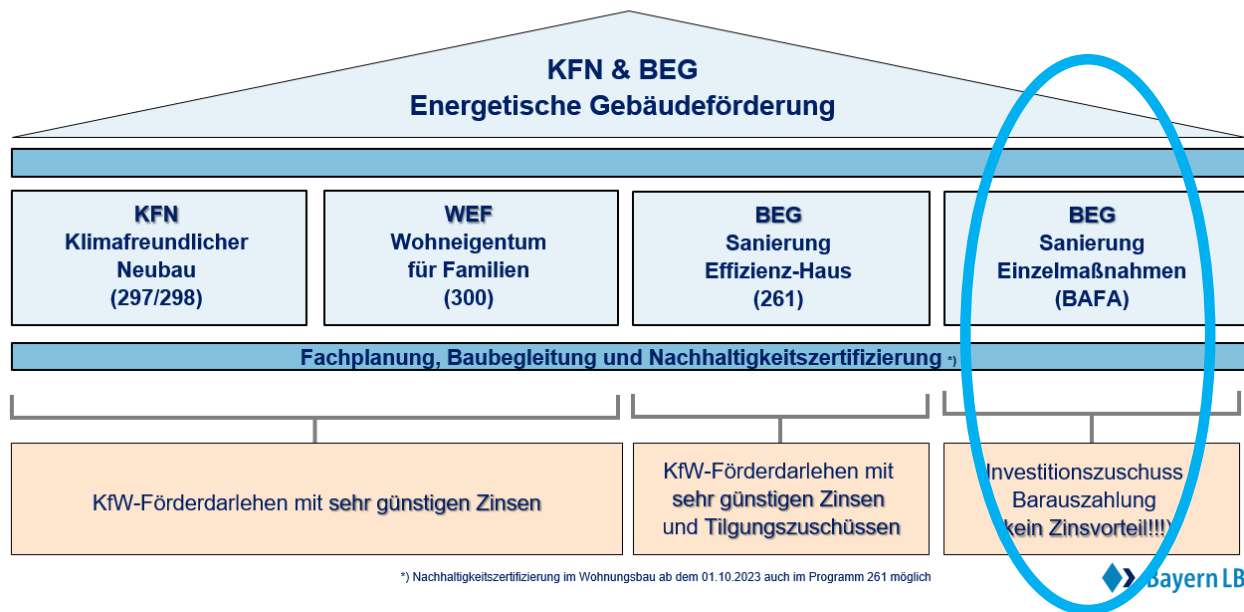 KFN & BEG
Energetische Gebäudeförderung
KFN
Klimafreundlicher
Neubau
(297/298)
WEF
Wohneigentum
für Familien
(300)
BEG
Sanierung
Effizienz-Haus
(261)
BEG
Sanierung
Einzelmaßnahmen
(BAFA)
Fachplanung, Baubegleitung und Nachhaltigkeitszertifizierung *)
KfW-Förderdarlehen mit sehr günstigen Zinsen
KfW-Förderdarlehen mit
sehr günstigen Zinsen
und Tilgungszuschüssen
Investitionszuschuss
Barauszahlung
(kein Zinsvorteil!!!)
*) Nachhaltigkeitszertifizierung im Wohnungsbau ab dem 01.10.2023 auch im Programm 261 möglich
Bayern LB